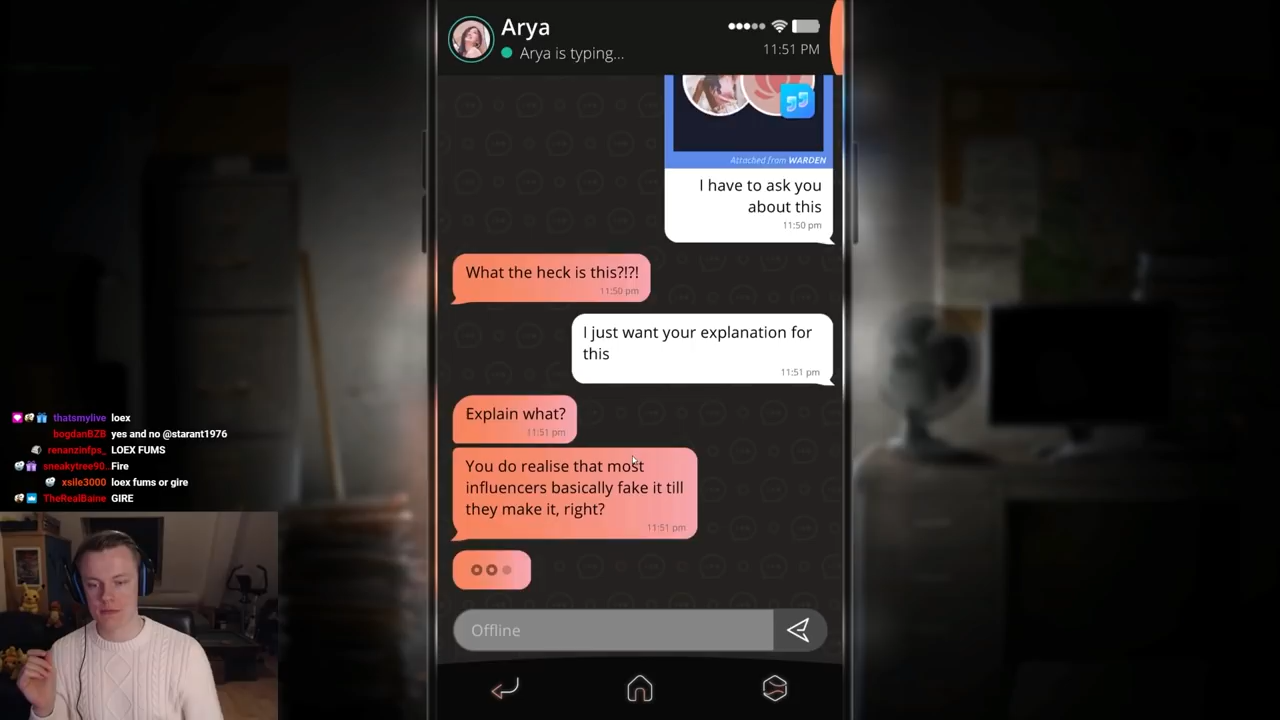 Arya
Arya is typing...
11:51 PM
Attached from WARDEN
I have to ask you
about this
11:50 pm
What the heck is this?!?!
11:50 pm
I just want your explanation for
this
11:51 pm
Explain what?
11:51 pm
You do realise that most
influencers basically fake it till
they make it, right?
11:51 pm
Offline
thatsmylive loex
bogdanBZB yes and no @starant1976
renanzinfps_ LOEX FUMS
sneakytree90... Fire
xsile3000 loex fums or gire
TheRealBaine GIRE